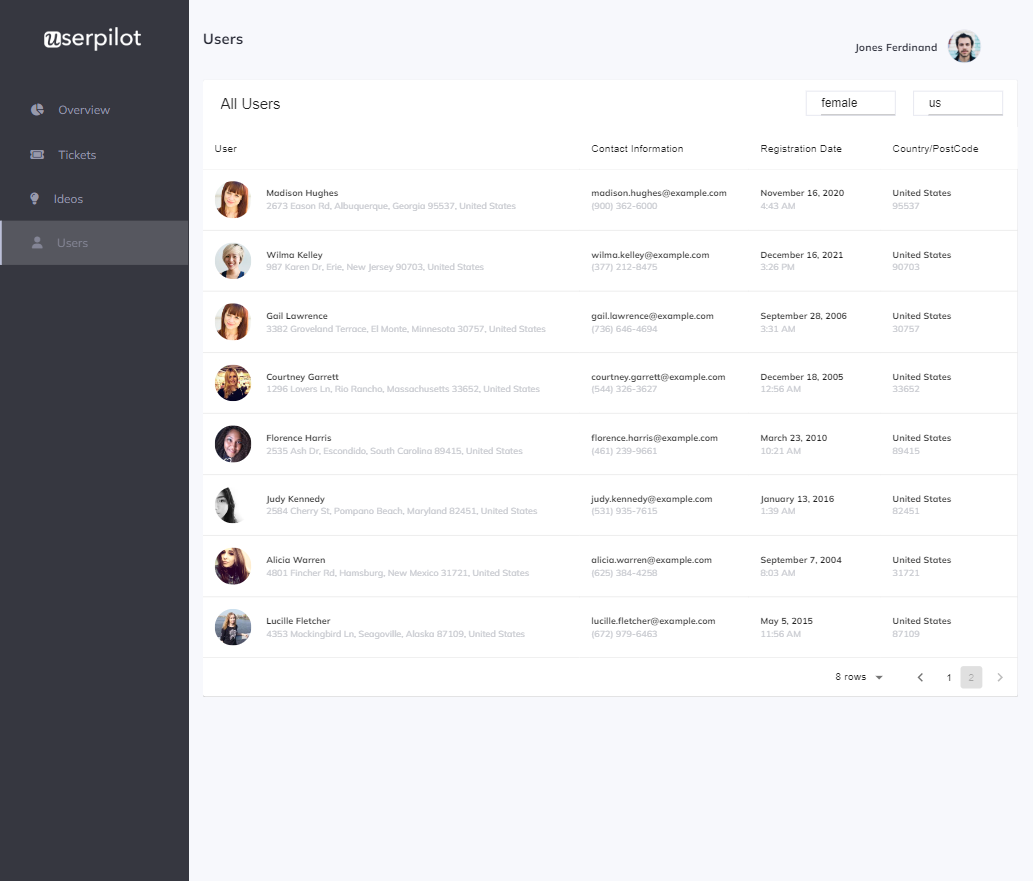 userpilot
Users
Jones Ferdinand
Overview
Tickets
Ideos
Users
All Users
female
us
User
Contact Information
Registration Date
Country/PostCode
Madison Hughes
madison.hughes@example.com
November 16, 2020
United States
2673 Eason Rd, Albuquerque, Georgia 95537, United States
(900) 362-6000
4:43 AM
95537
Wilma Kelley
wilma.kelley@example.com
December 16, 2021
United States
987 Karen Dr, Erie, New Jersey 90703, United States
(377) 212-8475
3:26 PM
90703
Gail Lawrence
gail.lawrence@example.com
September 28, 2006
United States
3382 Groveland Terrace, El Monte, Minnesota 30757, United States
(736) 646-4694
3:31 AM
30757
Courtney Garrett
courtney.garrett@example.com
December 18, 2005
United States
1296 Lovers Ln, Rio Rancho, Massachusetts 33652, United States
(544) 326-3627
12:56 AM
33652
Florence Harris
florence.harris@example.com
March 23, 2010
United States
2535 Ash Dr, Escondido, South Carolina 89415, United States
(461) 239-9661
10:21 AM
89415
Judy Kennedy
judy.kennedy@example.com
January 13, 2016
United States
2584 Cherry St, Pompano Beach, Maryland 82451, United States
(531) 935-7615
1:39 AM
82451
Alicia Warren
alicia.warren@example.com
September 7, 2004
United States
4801 Fincher Rd, Hamsburg, New Mexico 31721, United States
(625) 384-4258
8:03 AM
31721
Lucille Fletcher
lucille.fletcher@example.com
May 5, 2015
United States
4353 Mockingbird Ln, Seagoville, Alaska 87109, United States
(672) 979-6463
11:56 AM
87109
8 rows
1
2